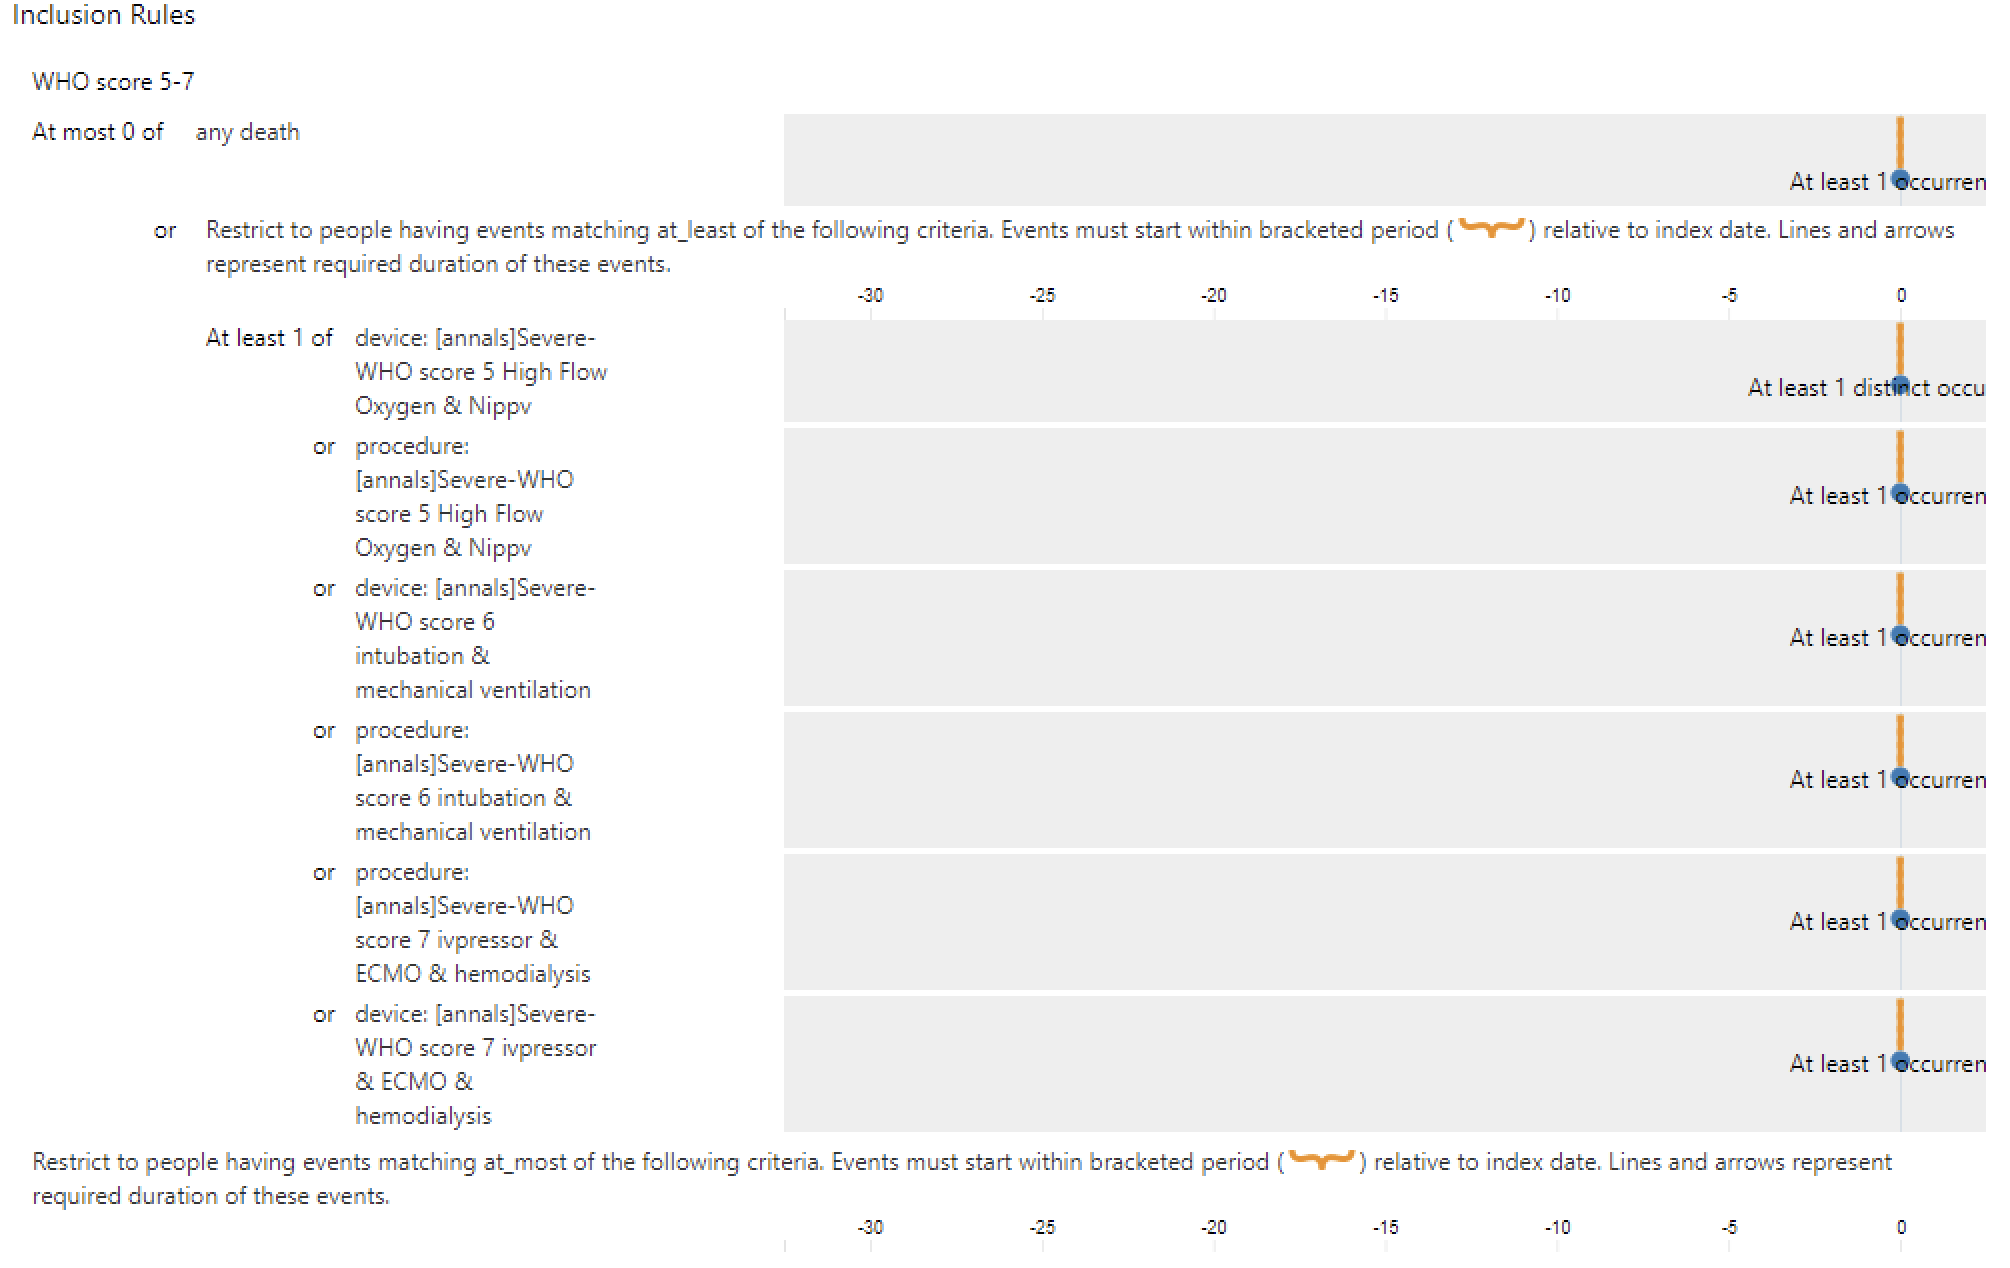 Inclusion Rules
WHO score 5-7
At most 0 of any death
At least 1 occurren
or Restrict to people having events matching at_least of the following criteria. Events must start within bracketed period ( ) relative to index date. Lines and arrows
represent required duration of these events.
-30 -25 -20 -15 -10 -5 0
At least 1 of device: [annals]Severe-
WHO score 5 High Flow
At least 1 distinct occu
Oxygen & Nippv
or procedure:
[annals]Severe-WHO
At least 1 occurren
score 5 High Flow
Oxygen & Nippv
or device: [annals]Severe-
WHO score 6
At least 1 occurren
intubation &
mechanical ventilation
or procedure:
[annals]Severe-WHO
At least 1 occurren
score 6 intubation &
mechanical ventilation
or procedure:
[annals]Severe-WHO
At least 1 occurren
score 7 ivpressor &
ECMO & hemodialysis
or device: [annals]Severe-
WHO score 7 ivpressor
At least 1 occurren
& ECMO &
hemodialysis
Restrict to people having events matching at_most of the following criteria. Events must start within bracketed period ( ) relative to index date. Lines and arrows represent
required duration of these events.
-30 -25 -20 -15 -10 -5 0